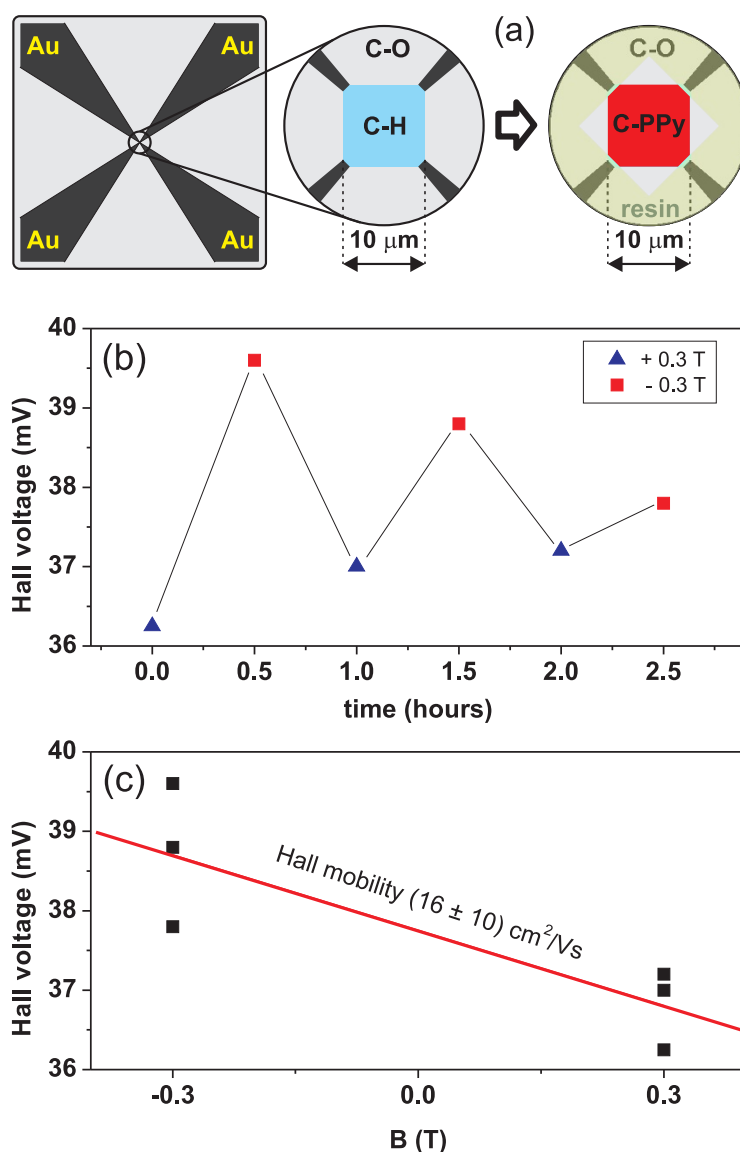 (a)
Au Au
Au Au
C-O
C-H
10 μm
C-O
C-PPy
resin
10 μm
(b)
+ 0.3 T
- 0.3 T
40
39
38
37
36
Hall voltage (mV)
0.0 0.5 1.0 1.5 2.0 2.5
time (hours)
(c)
40
39
38
37
36
Hall voltage (mV)
Hall mobility (16 ± 10) cm²/Vs
-0.3 0.0 0.3
B (T)